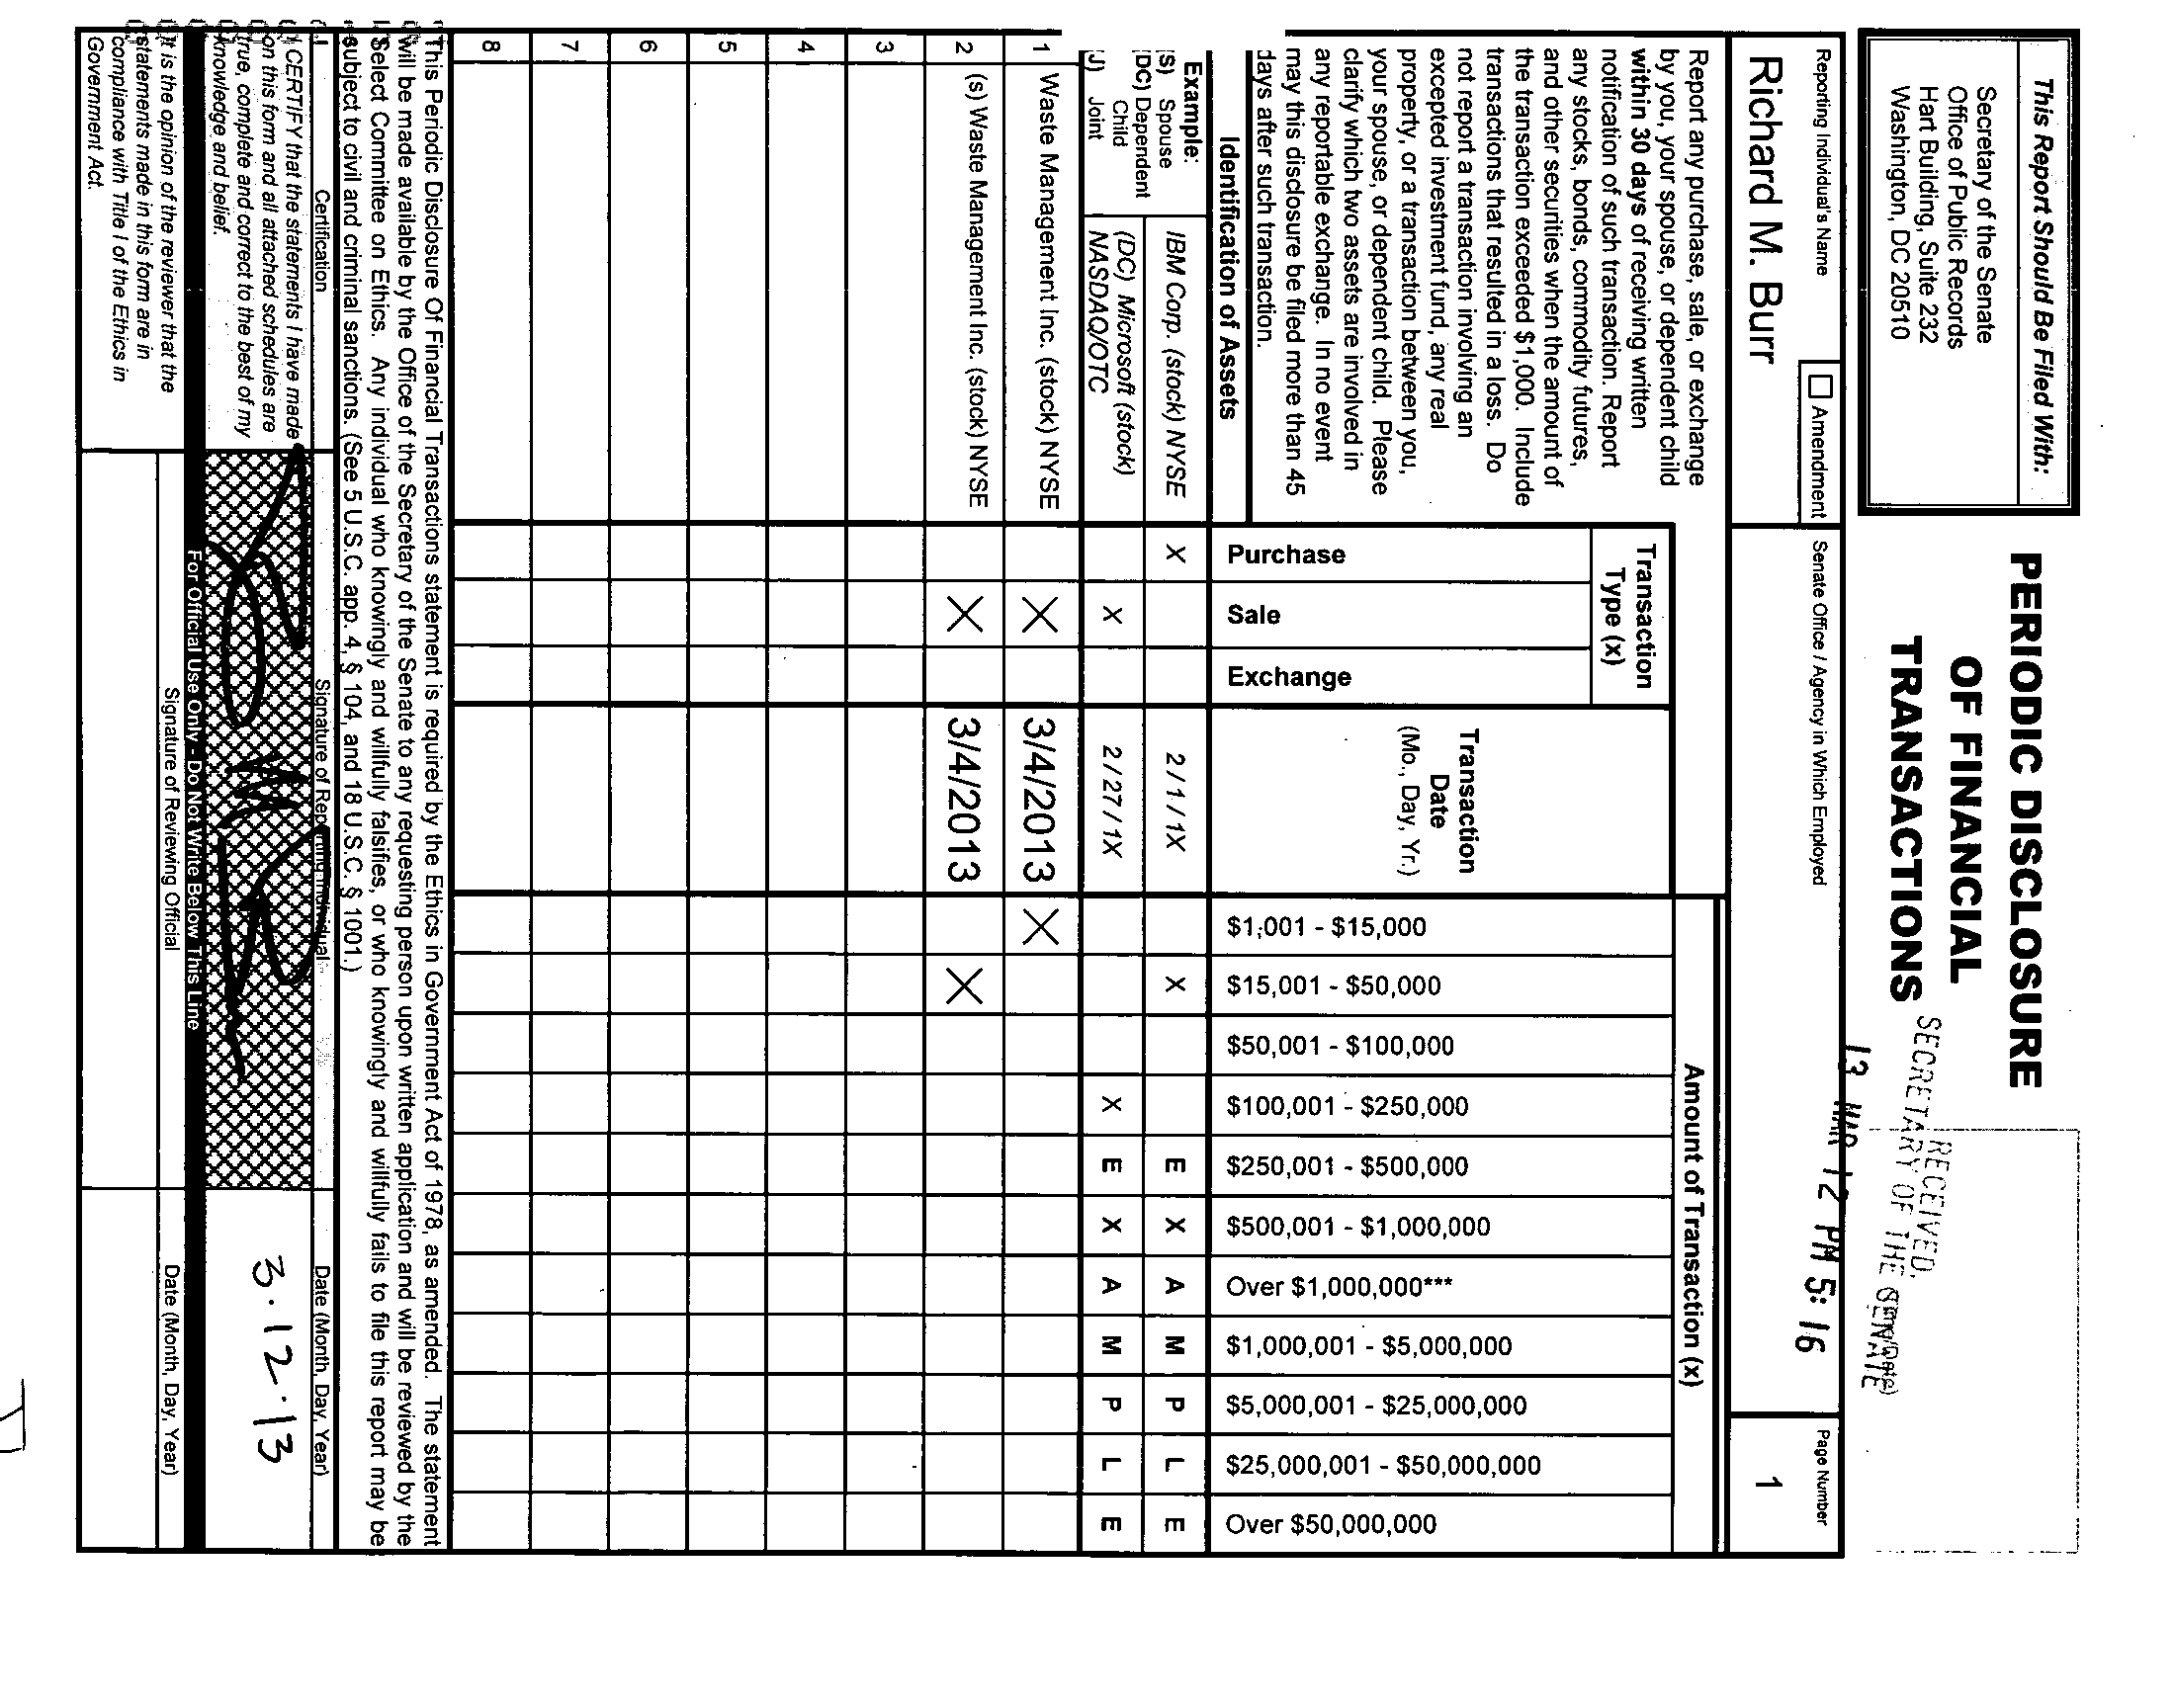 This Report Should Be Filed With:
Secretary of the Senate
Office of Public Records
Hart Building, Suite 232
Washington, DC 20510
PERIODIC DISCLOSURE
OF FINANCIAL
TRANSACTIONS
RECEIVED
SECRETARY OF THE SENATE
13 MAR 12 PM 5:16
Reporting Individual's Name
Amendment
Senate Office / Agency in Which Employed
Page Number
Richard M. Burr
1
Report any purchase, sale, or exchange
by you, your spouse, or dependent child
within 30 days of receiving written
notification of such transaction. Report
any stocks, bonds, commodity futures,
and other securities when the amount of
the transaction exceeded $1,000. Include
transactions that resulted in a loss. Do
not report a transaction involving an
excepted investment fund, any real
property, or a transaction between you,
your spouse, or dependent child. Please
clarify which two assets are involved in
any reportable exchange. In no event
may this disclosure be filed more than 45
days after such transaction.
Identification of Assets
Transaction
Type (x)
Purchase
Sale
Exchange
Transaction
Date
(Mo., Day, Yr.)
Amount of Transaction (x)
$1,001 - $15,000
$15,001 - $50,000
$50,001 - $100,000
$100,001 - $250,000
$250,001 - $500,000
$500,001 - $1,000,000
Over $1,000,000***
$1,000,001 - $5,000,000
$5,000,001 - $25,000,000
$25,000,001 - $50,000,000
Over $50,000,000
Example:
(S) Spouse
(DC) Dependent
Child
(J) Joint
IBM Corp. (stock) NYSE X 2 / 1 / 1X X E X A M P L E
(DC) Microsoft (stock)
NASDAQ/OTC X 2 / 27 / 1X X E X A M P L E
1 Waste Management Inc. (stock) NYSE X 3/4/2013 X
2 (s) Waste Management Inc. (stock) NYSE X 3/4/2013 X
3
4
5
6
7
8
This Periodic Disclosure Of Financial Transactions statement is required by the Ethics in Government Act of 1978, as amended. The statement
will be made available by the Office of the Secretary of the Senate to any requesting person upon written application and will be reviewed by the
Select Committee on Ethics. Any individual who knowingly and willfully falsifies, or who knowingly and willfully fails to file this report may be
subject to civil and criminal sanctions. (See 5 U.S.C. app. 4, § 104, and 18 U.S.C. § 1001.)
Certification
Signature of Reporting Individual
Date (Month, Day, Year)
I CERTIFY that the statements I have made
on this form and all attached schedules are
true, complete and correct to the best of my
knowledge and belief.
3.12.13
For Official Use Only - Do Not Write Below This Line
It is the opinion of the reviewer that the
statements made in this form are in
compliance with Title I of the Ethics in
Government Act.
Signature of Reviewing Official
Date (Month, Day, Year)